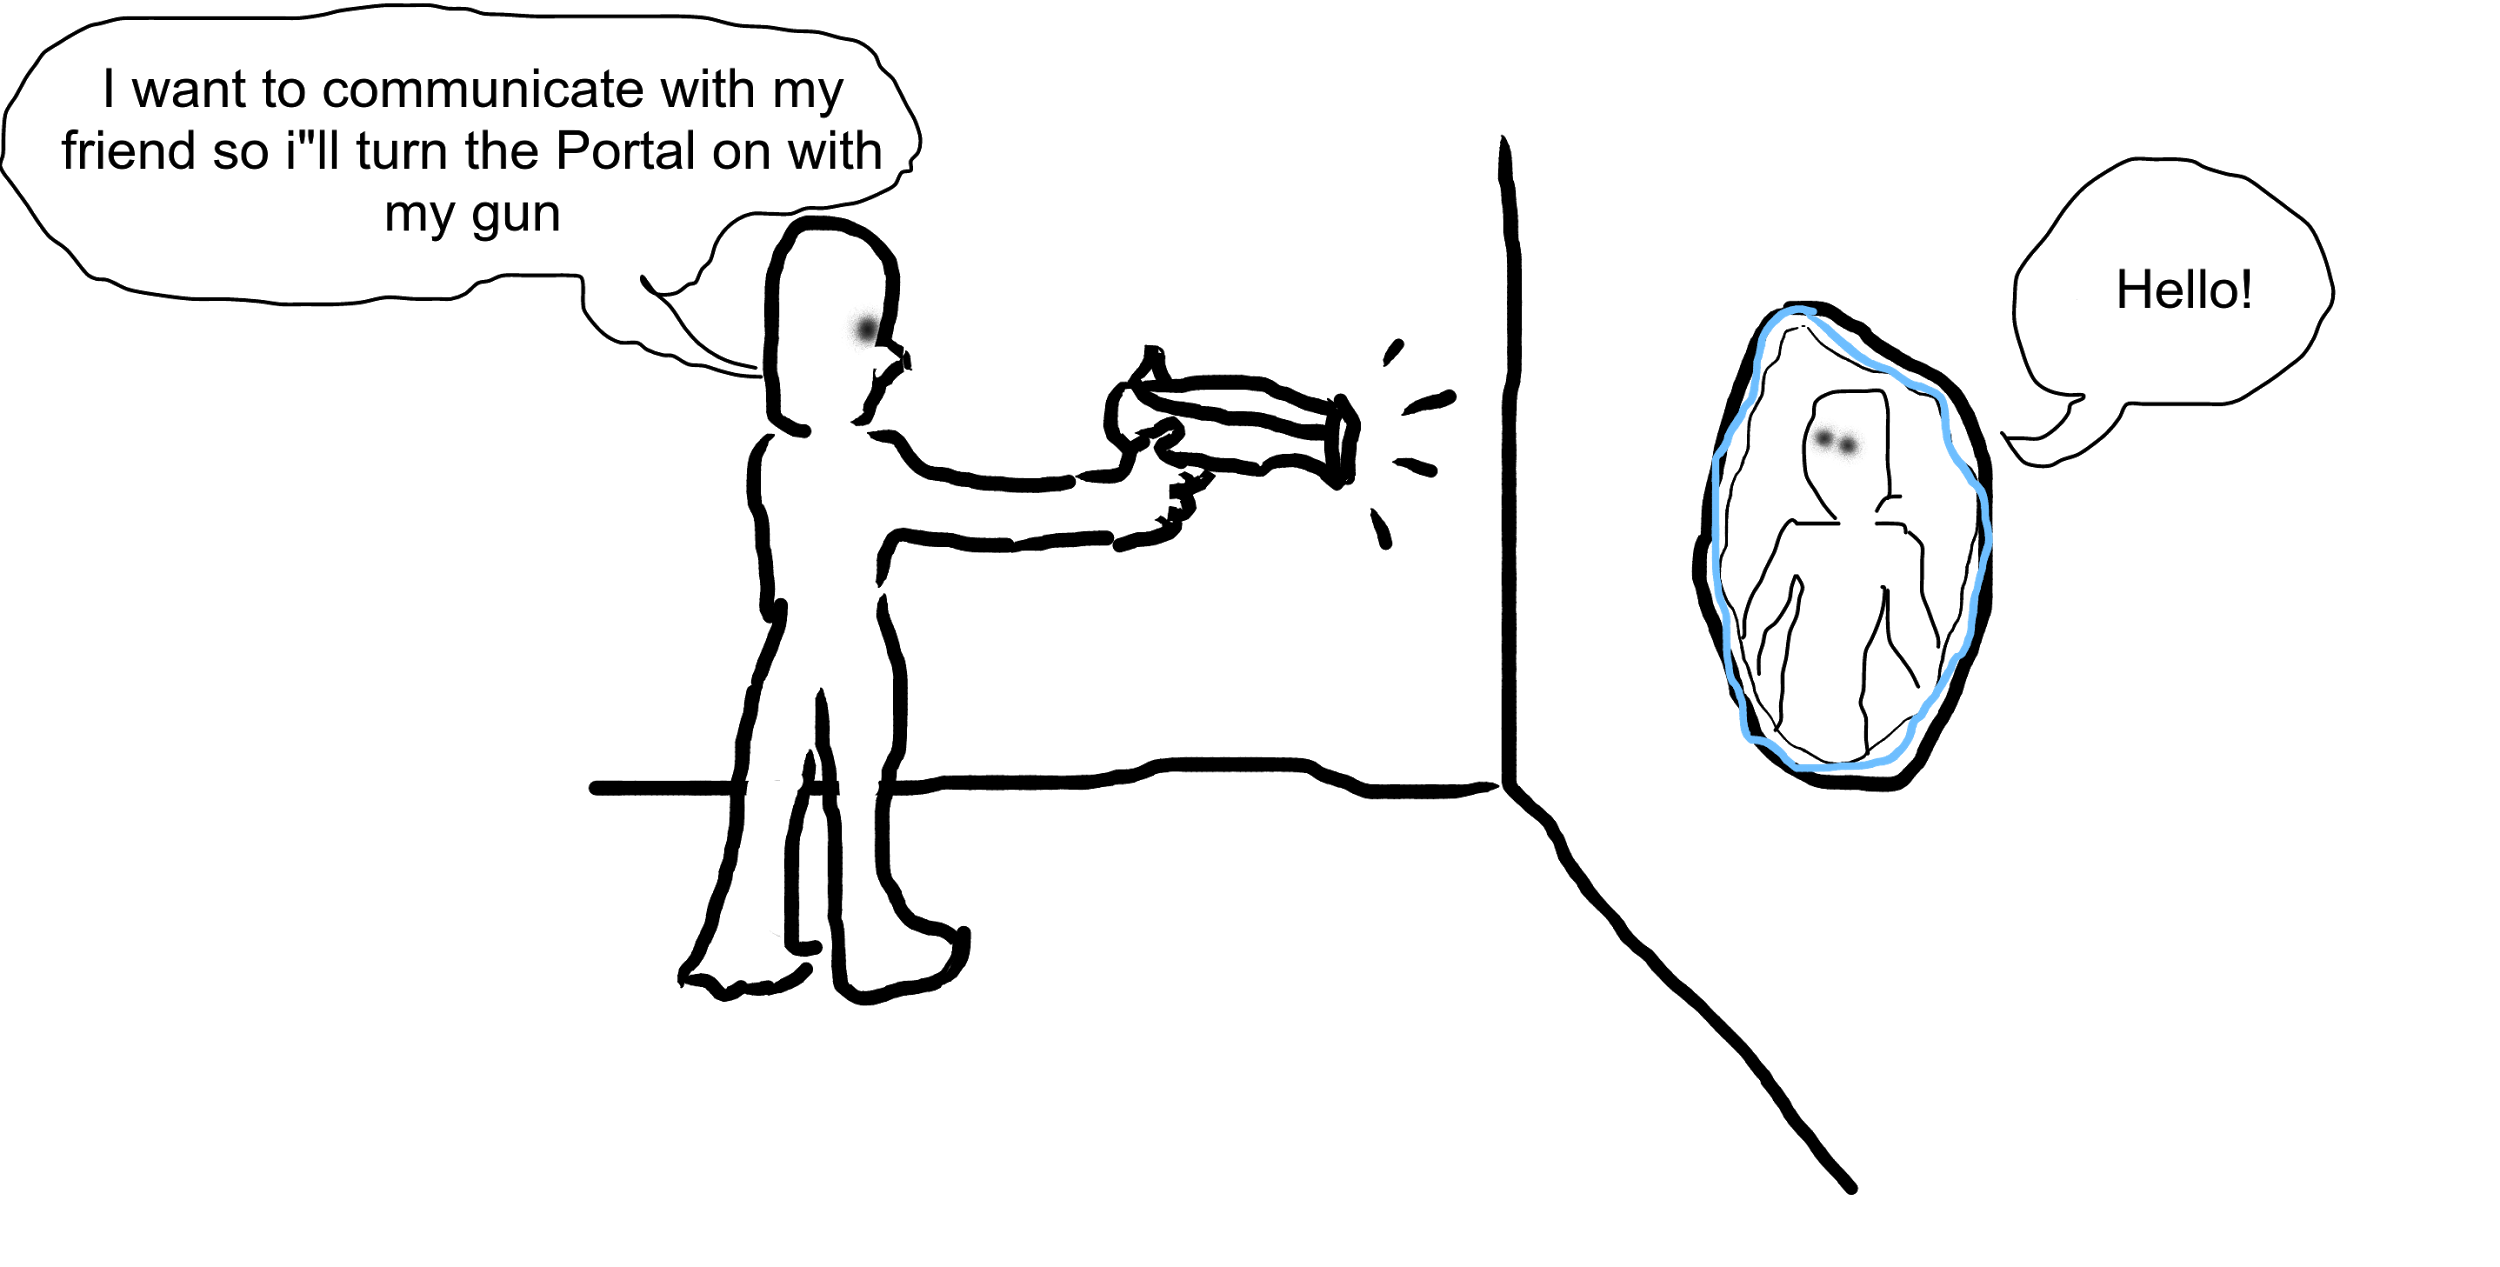 I want to communicate with my
friend so i"ll turn the Portal on with
my gun
Hello!